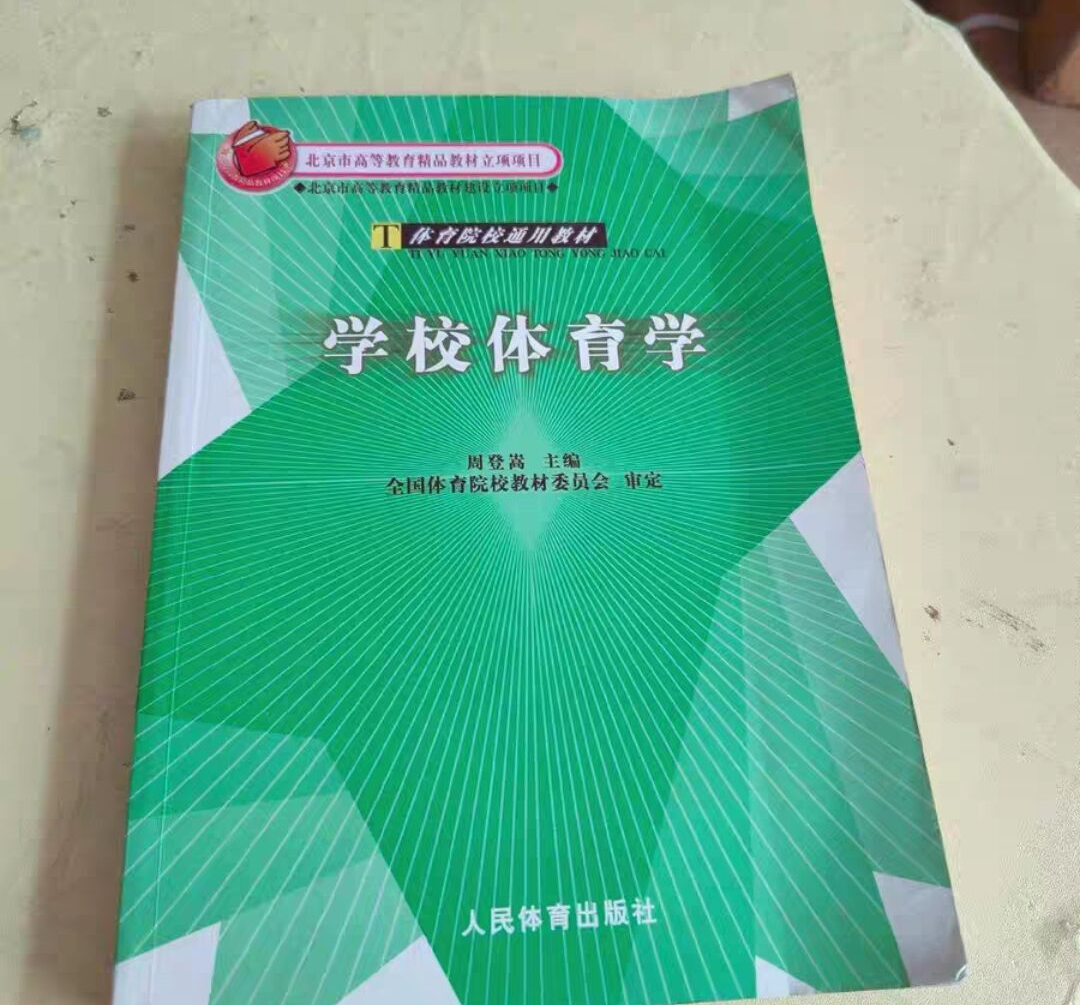 北京市高等教育精品教材立项项目
◆北京市高等教育精品教材建设立项项目◆
T 体育院校通用教材
TI YU YUAN XIAO TONG YONG JIAO CAI
学校体育学
周登嵩 主编
全国体育院校教材委员会 审定
人民体育出版社